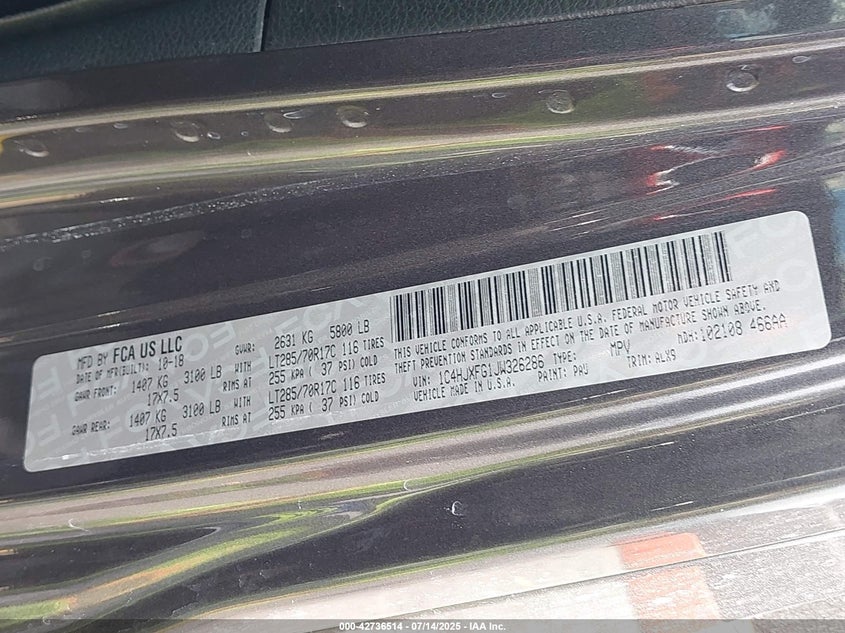 MFD BY FCA US LLC
DATE OF MFR(BUILT): 10-18 GVWR: 2631 KG 5800 LB
GAWR FRONT: 1407 KG 3100 LB WITH LT285/70R17C 116 TIRES
17X7.5 RIMS AT 255 KPA ( 37 PSI) COLD
GAWR REAR: 1407 KG 3100 LB WITH LT285/70R17C 116 TIRES
17X7.5 RIMS AT 255 KPA ( 37 PSI) COLD
THIS VEHICLE CONFORMS TO ALL APPLICABLE U.S.A. FEDERAL MOTOR VEHICLE SAFETY AND
THEFT PREVENTION STANDARDS IN EFFECT ON THE DATE OF MANUFACTURE SHOWN ABOVE.
VIN: 1C4HJXFG1JW326286 TYPE: MPV MDH: 102108 466AA
VEHICLE MADE IN U.S.A. PAINT: PAU TRIM: ALX9
000-42736514 - 07/14/2025 - IAA Inc.